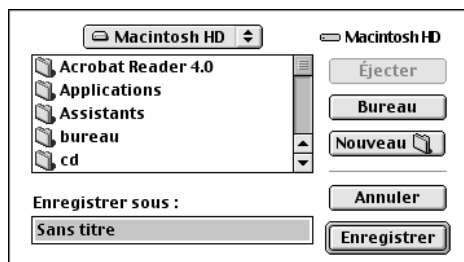 Macintosh HD
Macintosh HD
Acrobat Reader 4.0
Applications
Assistants
bureau
cd
Éjecter
Bureau
Nouveau
Enregistrer sous :
Sans titre
Annuler
Enregistrer